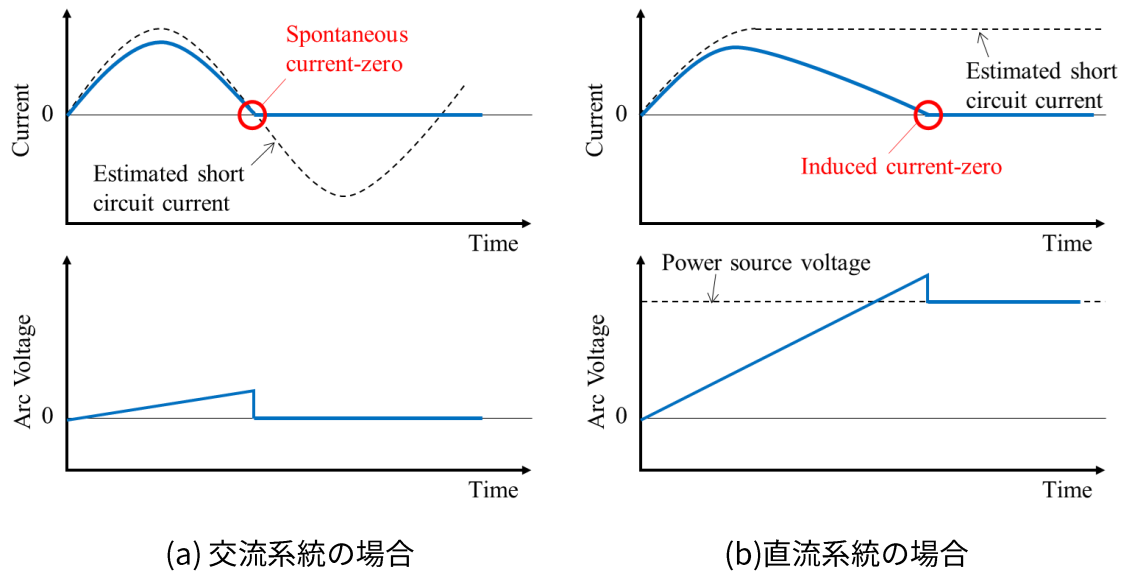 Spontaneous
current-zero
0
Current
Estimated short
circuit current
Time
Arc Voltage
0
Time
(a) 交流系統の場合
Estimated short
circuit current
0
Current
Induced current-zero
Time
Power source voltage
Arc Voltage
0
Time
(b)直流系統の場合